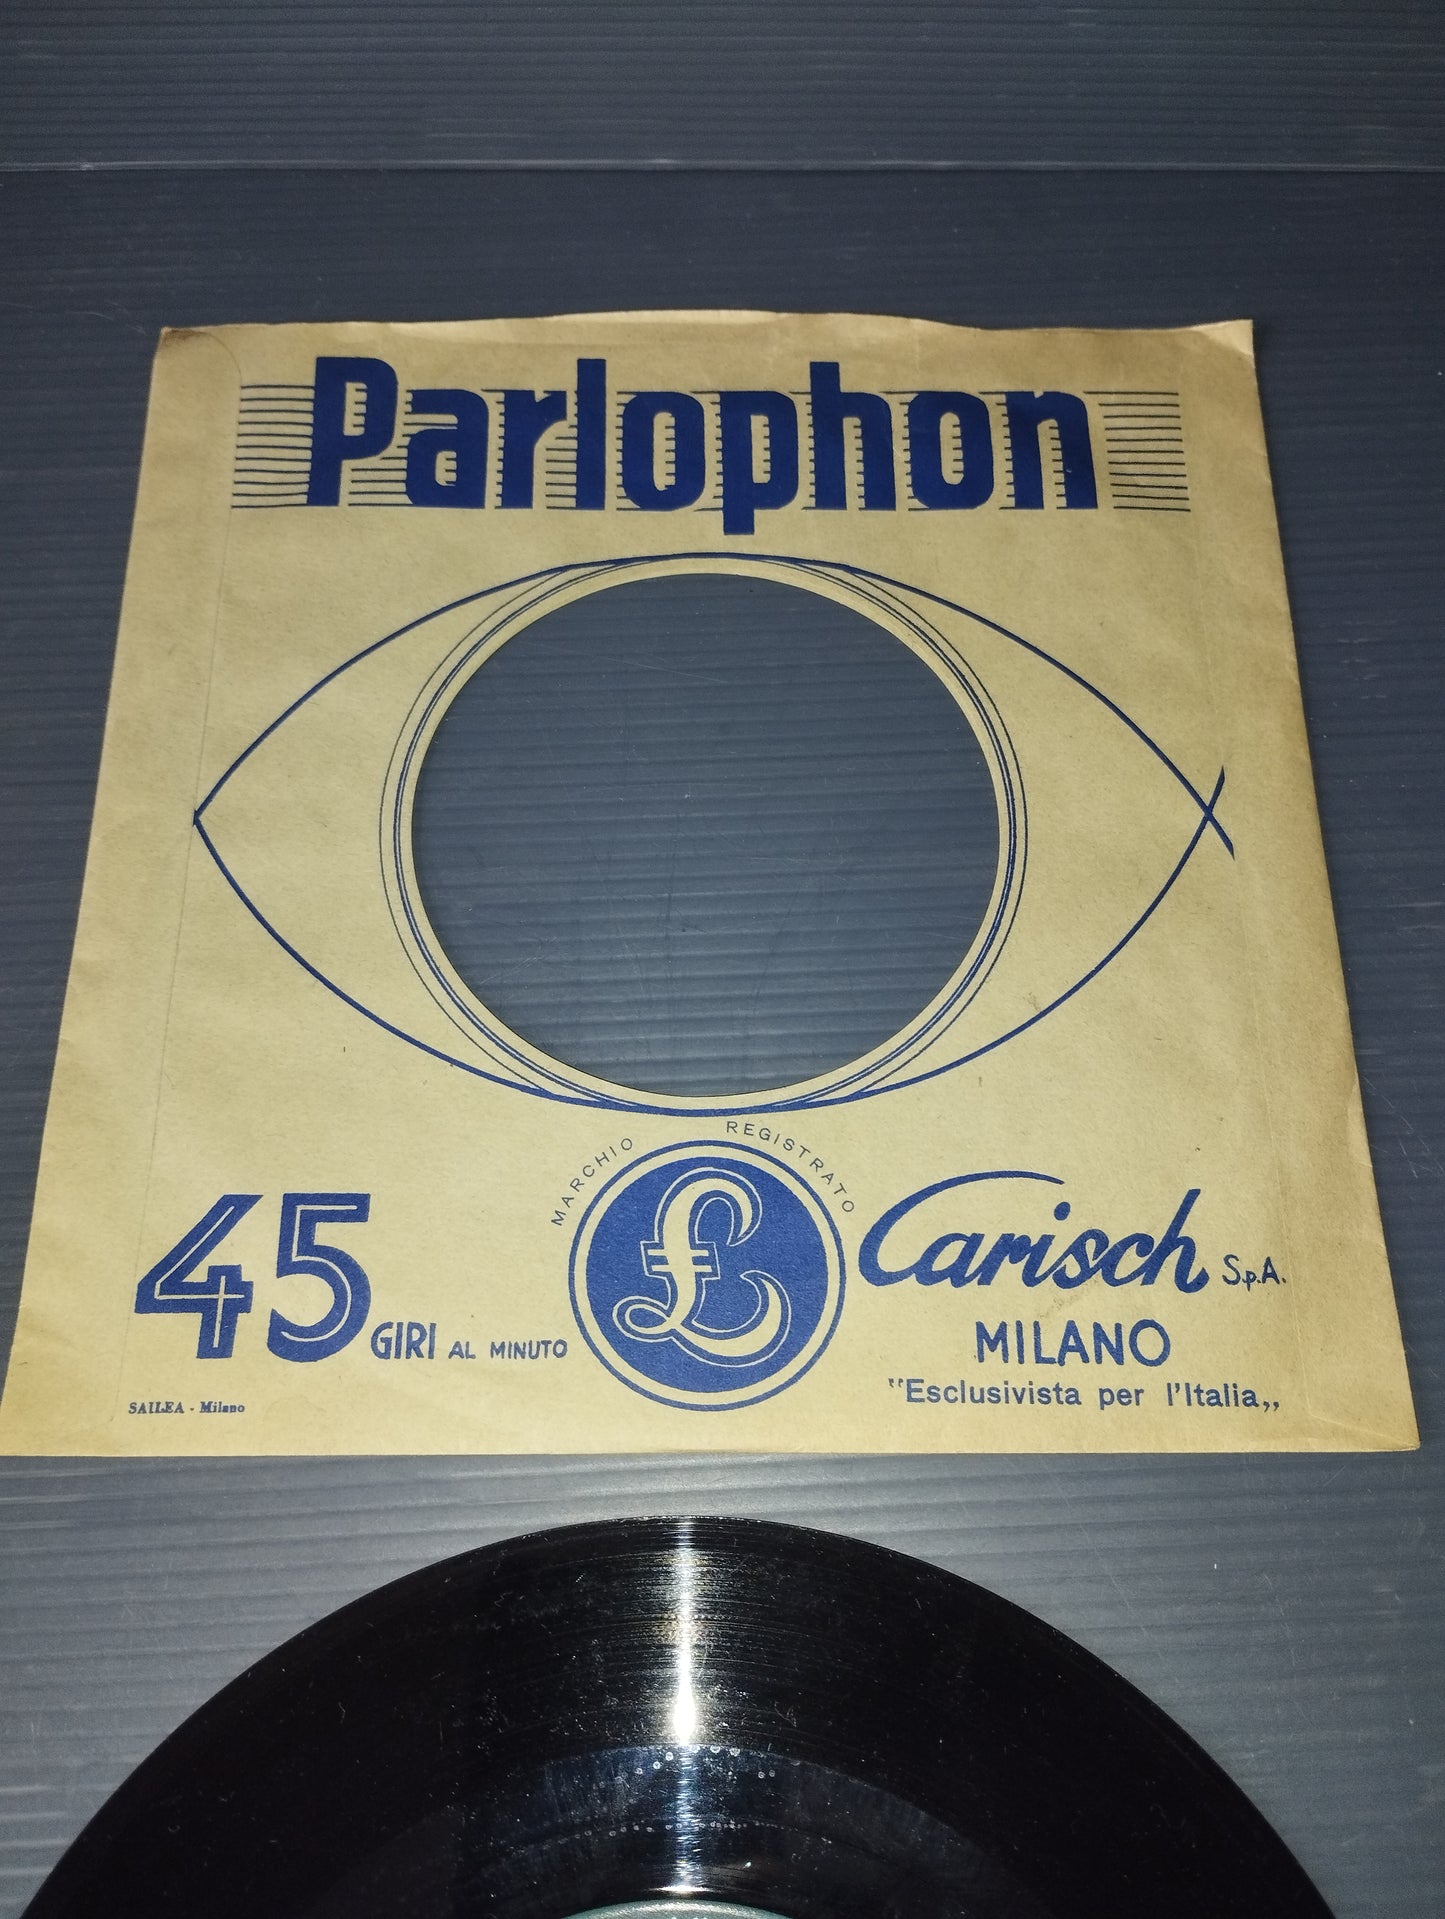 Parlophon
MARCHIO REGISTRATO
45 GIRI AL MINUTO
£
Carisch S.p.A.
MILANO
"Esclusivista per l'Italia„
SAILEA - Milano